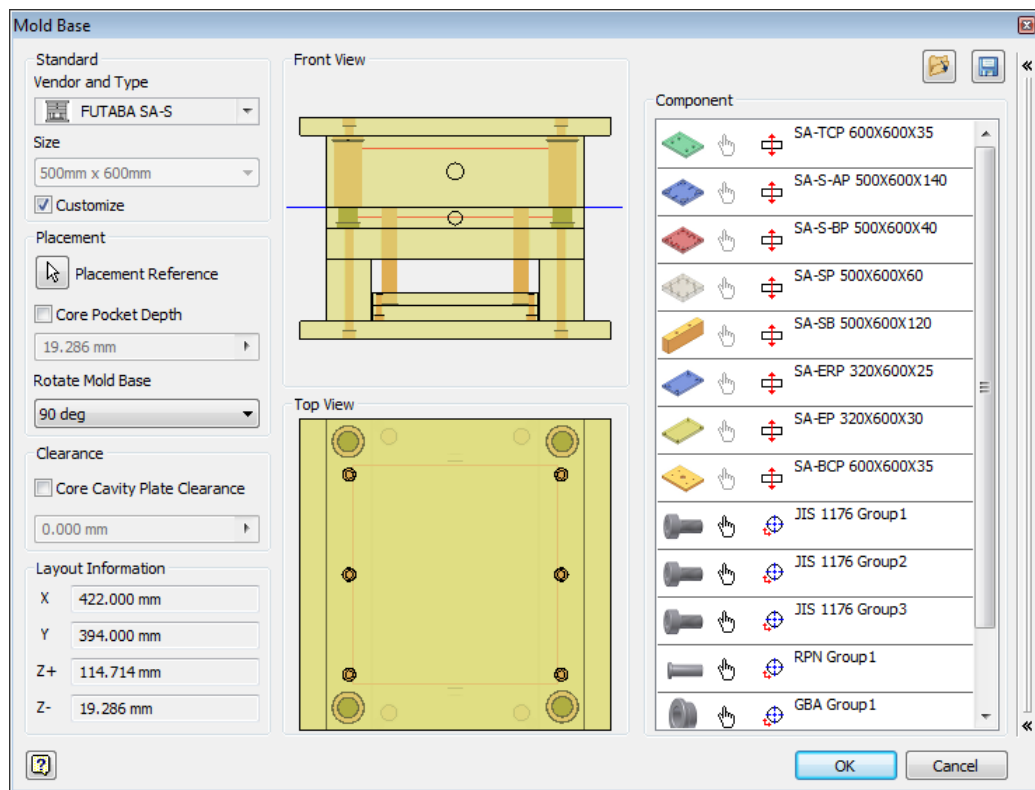 Mold Base
Standard
Vendor and Type
FUTABA SA-S
Size
500mm x 600mm
Customize
Placement
Placement Reference
Core Pocket Depth
19.286 mm
Rotate Mold Base
90 deg
Clearance
Core Cavity Plate Clearance
0.000 mm
Layout Information
X 422.000 mm
Y 394.000 mm
Z+ 114.714 mm
Z- 19.286 mm
Front View
Top View
Component
SA-TCP 600X600X35
SA-S-AP 500X600X140
SA-S-BP 500X600X40
SA-SP 500X600X60
SA-SB 500X600X120
SA-ERP 320X600X25
SA-EP 320X600X30
SA-BCP 600X600X35
JIS 1176 Group1
JIS 1176 Group2
JIS 1176 Group3
RPN Group1
GBA Group1
OK
Cancel